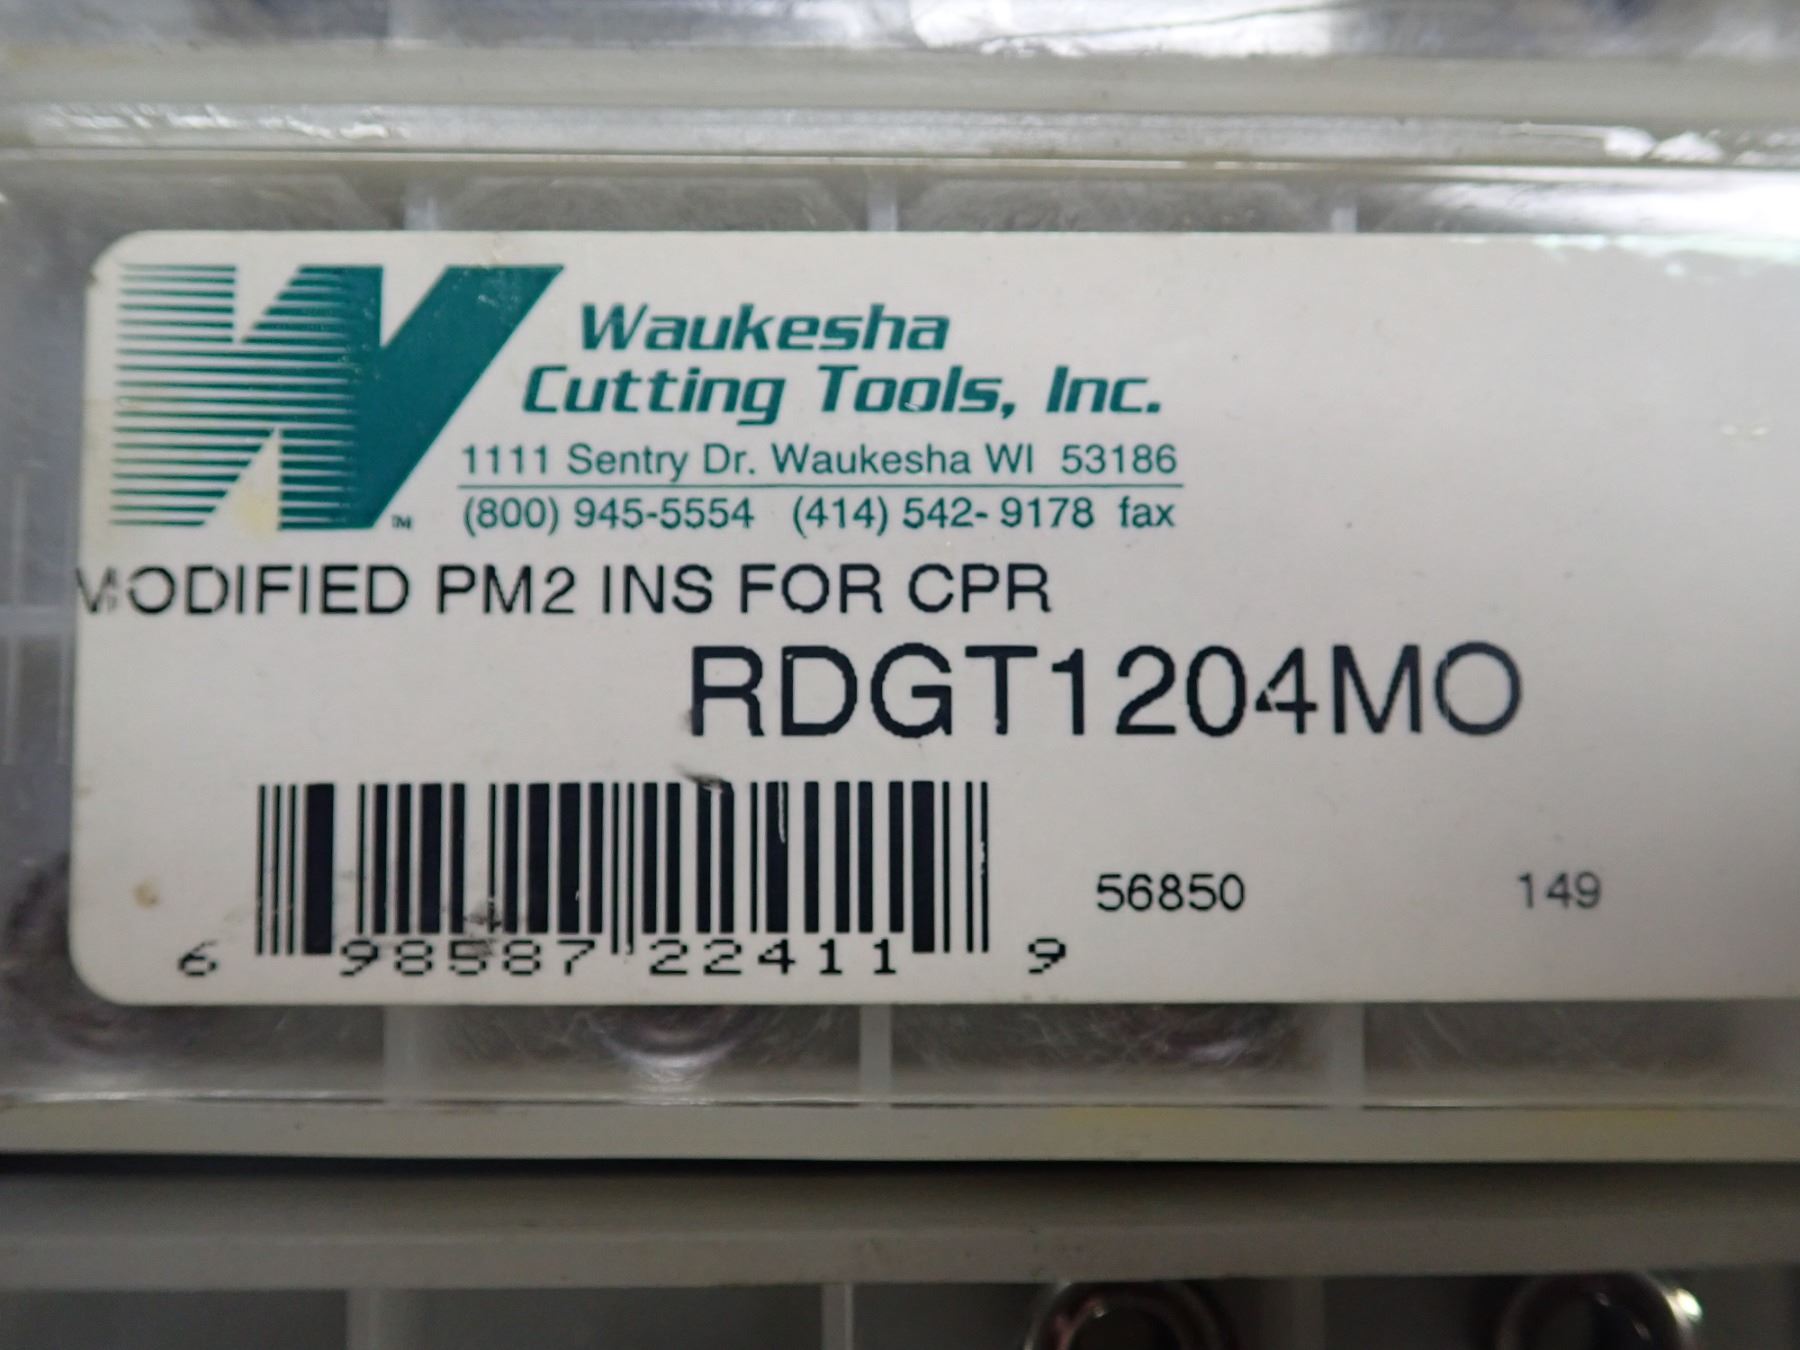 Waukesha
Cutting Tools, Inc.
1111 Sentry Dr. Waukesha WI 53186
(800) 945-5554 (414) 542- 9178 fax
W TM
MODIFIED PM2 INS FOR CPR
RDGT1204MO
56850 149
6 98587 22411 9